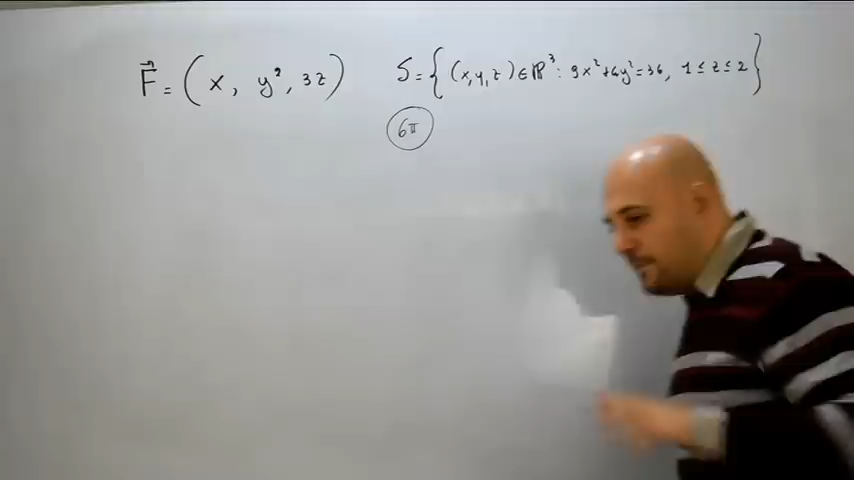 F⃗ = (x, y², 3z)   S = {(x,y,z) ∈ ℝ³ : 9x²+4y²=36, 1≤z≤2}
6π